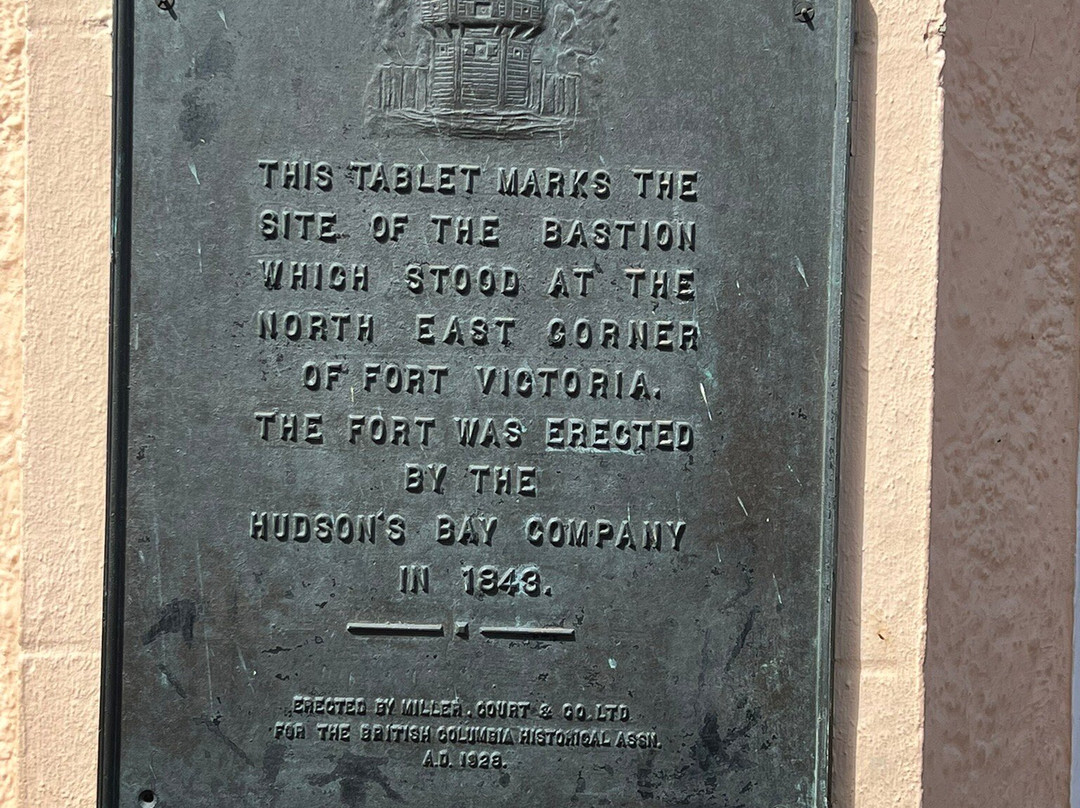 THIS TABLET MARKS THE
SITE OF THE BASTION
WHICH STOOD AT THE
NORTH EAST CORNER
OF FORT VICTORIA.
THE FORT WAS ERECTED
BY THE
HUDSON'S BAY COMPANY
IN 1843.
ERECTED BY MILLER, COURT & CO. LTD
FOR THE BRITISH COLUMBIA HISTORICAL ASSN.
A.D. 1928.